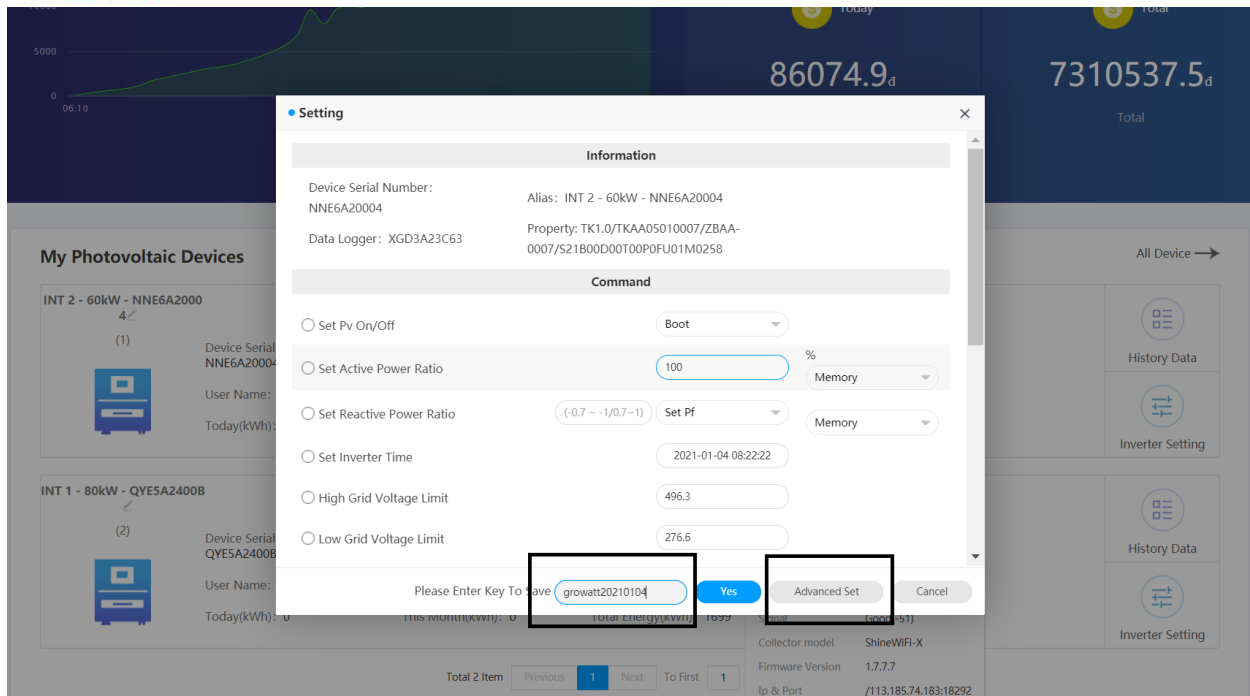 10000
Today
Total
5000
86074.9đ
7310537.5đ
0
06:10
Total
Setting
Information
Device Serial Number:
NNE6A20004
Alias: INT 2 - 60kW - NNE6A20004
Data Logger: XGD3A23C63
Property: TK1.0/TKAA05010007/ZBAA-
0007/S21B00D00T00P0FU01M0258
My Photovoltaic Devices
All Device
Command
INT 2 - 60kW - NNE6A2000
4
(1)
Device Serial
NNE6A20004
User Name:
Today(kWh):
Set Pv On/Off
Boot
Set Active Power Ratio
100
%
Memory
Set Reactive Power Ratio
(-0.7 ~ -1/0.7~1)
Set Pf
Memory
Set Inverter Time
2021-01-04 08:22:22
High Grid Voltage Limit
496.3
Low Grid Voltage Limit
276.6
History Data
Inverter Setting
INT 1 - 80kW - QYE5A2400B
(2)
Device Serial
QYE5A2400B
User Name:
Today(kWh): 0
This Month(kWh): 0
Total Energy(kWh) 1699
History Data
Inverter Setting
Please Enter Key To Save
growatt20210104
Yes
Advanced Set
Cancel
Signal
Good(-51)
Collector model
ShineWiFi-X
Firmware Version
1.7.7.7
Ip & Port
/113.185.74.183:18292
Total 2 Item
Previous
1
Next
To First
1